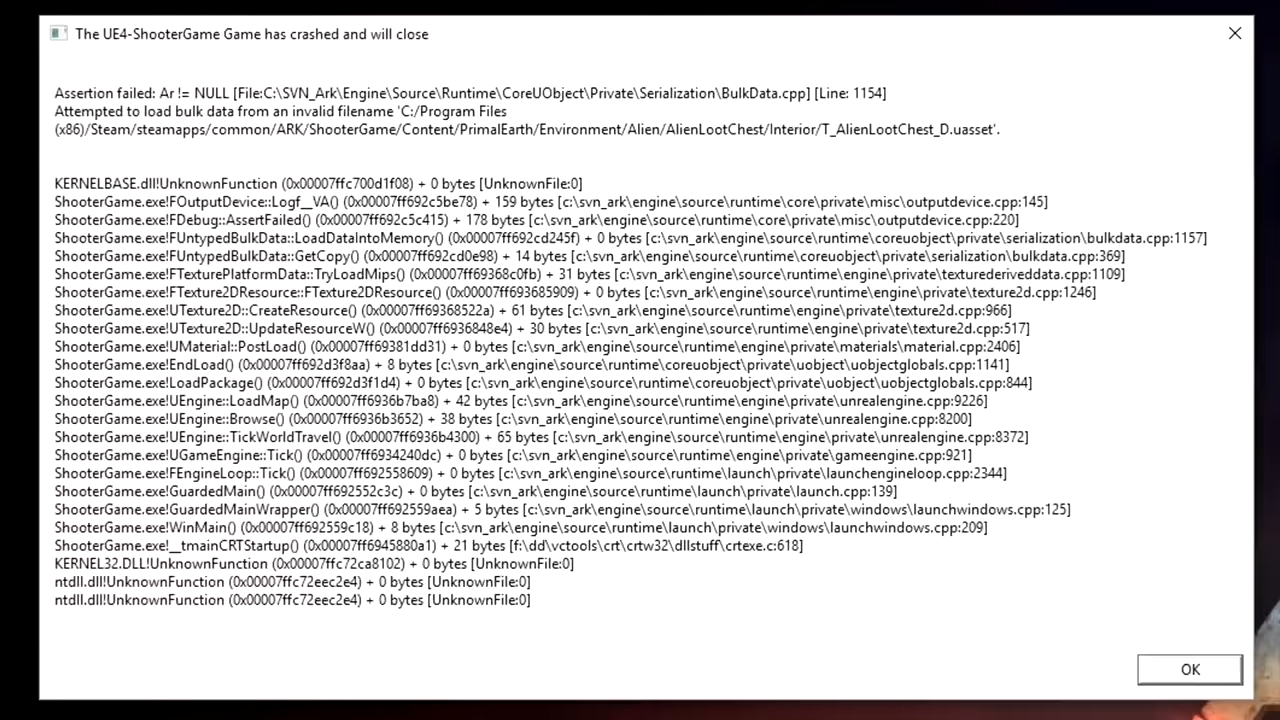 The UE4-ShooterGame Game has crashed and will close
Assertion failed: Ar != NULL [File:C:\SVN_Ark\Engine\Source\Runtime\CoreUObject\Private\Serialization\BulkData.cpp] [Line: 1154]
Attempted to load bulk data from an invalid filename 'C:/Program Files
(x86)/Steam/steamapps/common/ARK/ShooterGame/Content/PrimalEarth/Environment/Alien/AlienLootChest/Interior/T_AlienLootChest_D.uasset'.
KERNELBASE.dll!UnknownFunction (0x00007ffc700d1f08) + 0 bytes [UnknownFile:0]
ShooterGame.exe!FOutputDevice::Logf__VA() (0x00007ff692c5be78) + 159 bytes [c:\svn_ark\engine\source\runtime\core\private\misc\outputdevice.cpp:145]
ShooterGame.exe!FDebug::AssertFailed() (0x00007ff692c5c415) + 178 bytes [c:\svn_ark\engine\source\runtime\core\private\misc\outputdevice.cpp:220]
ShooterGame.exe!FUntypedBulkData::LoadDataIntoMemory() (0x00007ff692cd245f) + 0 bytes [c:\svn_ark\engine\source\runtime\coreuobject\private\serialization\bulkdata.cpp:1157]
ShooterGame.exe!FUntypedBulkData::GetCopy() (0x00007ff692cd0e98) + 14 bytes [c:\svn_ark\engine\source\runtime\coreuobject\private\serialization\bulkdata.cpp:369]
ShooterGame.exe!FTexturePlatformData::TryLoadMips() (0x00007ff69368c0fb) + 31 bytes [c:\svn_ark\engine\source\runtime\engine\private\texturederiveddata.cpp:1109]
ShooterGame.exe!FTexture2DResource::FTexture2DResource() (0x00007ff693685909) + 0 bytes [c:\svn_ark\engine\source\runtime\engine\private\texture2d.cpp:1246]
ShooterGame.exe!UTexture2D::CreateResource() (0x00007ff69368522a) + 61 bytes [c:\svn_ark\engine\source\runtime\engine\private\texture2d.cpp:966]
ShooterGame.exe!UTexture2D::UpdateResourceW() (0x00007ff6936848e4) + 30 bytes [c:\svn_ark\engine\source\runtime\engine\private\texture2d.cpp:517]
ShooterGame.exe!UMaterial::PostLoad() (0x00007ff69381dd31) + 0 bytes [c:\svn_ark\engine\source\runtime\engine\private\materials\material.cpp:2406]
ShooterGame.exe!EndLoad() (0x00007ff692d3f8aa) + 8 bytes [c:\svn_ark\engine\source\runtime\coreuobject\private\uobject\uobjectglobals.cpp:1141]
ShooterGame.exe!LoadPackage() (0x00007ff692d3f1d4) + 0 bytes [c:\svn_ark\engine\source\runtime\coreuobject\private\uobject\uobjectglobals.cpp:844]
ShooterGame.exe!UEngine::LoadMap() (0x00007ff6936b7ba8) + 42 bytes [c:\svn_ark\engine\source\runtime\engine\private\unrealengine.cpp:9226]
ShooterGame.exe!UEngine::Browse() (0x00007ff6936b3652) + 38 bytes [c:\svn_ark\engine\source\runtime\engine\private\unrealengine.cpp:8200]
ShooterGame.exe!UEngine::TickWorldTravel() (0x00007ff6936b4300) + 65 bytes [c:\svn_ark\engine\source\runtime\engine\private\unrealengine.cpp:8372]
ShooterGame.exe!UGameEngine::Tick() (0x00007ff6934240dc) + 0 bytes [c:\svn_ark\engine\source\runtime\engine\private\gameengine.cpp:921]
ShooterGame.exe!FEngineLoop::Tick() (0x00007ff692558609) + 0 bytes [c:\svn_ark\engine\source\runtime\launch\private\launchengineloop.cpp:2344]
ShooterGame.exe!GuardedMain() (0x00007ff692552c3c) + 0 bytes [c:\svn_ark\engine\source\runtime\launch\private\launch.cpp:139]
ShooterGame.exe!GuardedMainWrapper() (0x00007ff692559aea) + 5 bytes [c:\svn_ark\engine\source\runtime\launch\private\windows\launchwindows.cpp:125]
ShooterGame.exe!WinMain() (0x00007ff692559c18) + 8 bytes [c:\svn_ark\engine\source\runtime\launch\private\windows\launchwindows.cpp:209]
ShooterGame.exe!__tmainCRTStartup() (0x00007ff6945880a1) + 21 bytes [f:\dd\vctools\crt\crtw32\dllstuff\crtexe.c:618]
KERNEL32.DLL!UnknownFunction (0x00007ffc72ca8102) + 0 bytes [UnknownFile:0]
ntdll.dll!UnknownFunction (0x00007ffc72eec2e4) + 0 bytes [UnknownFile:0]
ntdll.dll!UnknownFunction (0x00007ffc72eec2e4) + 0 bytes [UnknownFile:0]
OK